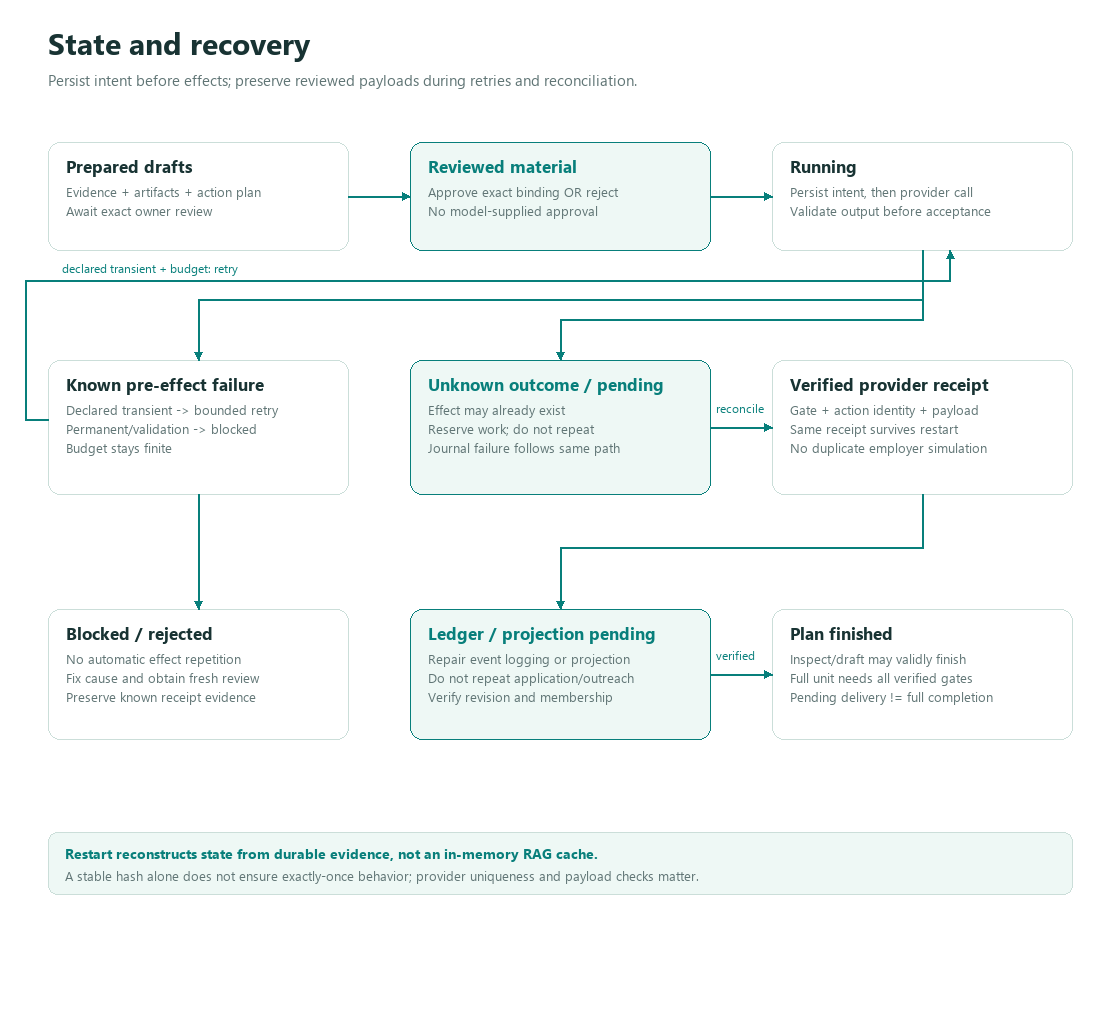 State and recovery
Persist intent before effects; preserve reviewed payloads during retries and reconciliation.
Prepared drafts
Evidence + artifacts + action plan
Await exact owner review
Reviewed material
Approve exact binding OR reject
No model-supplied approval
Running
Persist intent, then provider call
Validate output before acceptance
declared transient + budget: retry
Known pre-effect failure
Declared transient -> bounded retry
Permanent/validation -> blocked
Budget stays finite
Unknown outcome / pending
Effect may already exist
Reserve work; do not repeat
Journal failure follows same path
reconcile
Verified provider receipt
Gate + action identity + payload
Same receipt survives restart
No duplicate employer simulation
Blocked / rejected
No automatic effect repetition
Fix cause and obtain fresh review
Preserve known receipt evidence
Ledger / projection pending
Repair event logging or projection
Do not repeat application/outreach
Verify revision and membership
verified
Plan finished
Inspect/draft may validly finish
Full unit needs all verified gates
Pending delivery != full completion
Restart reconstructs state from durable evidence, not an in-memory RAG cache.
A stable hash alone does not ensure exactly-once behavior; provider uniqueness and payload checks matter.